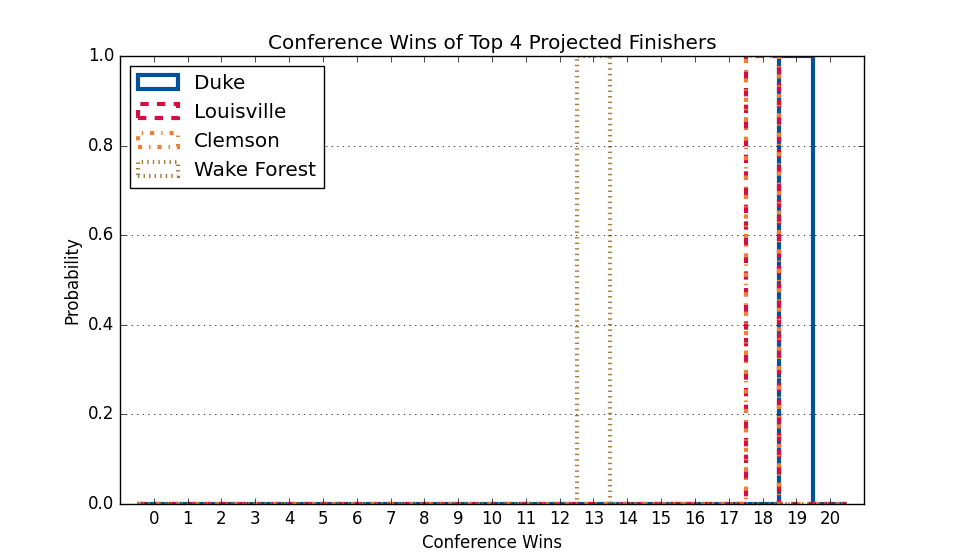 Conference Wins of Top 4 Projected Finishers
1.0
0.8
0.6
0.4
0.2
0.0
Probability
Duke
Louisville
Clemson
Wake Forest
0 1 2 3 4 5 6 7 8 9 10 11 12 13 14 15 16 17 18 19 20
Conference Wins